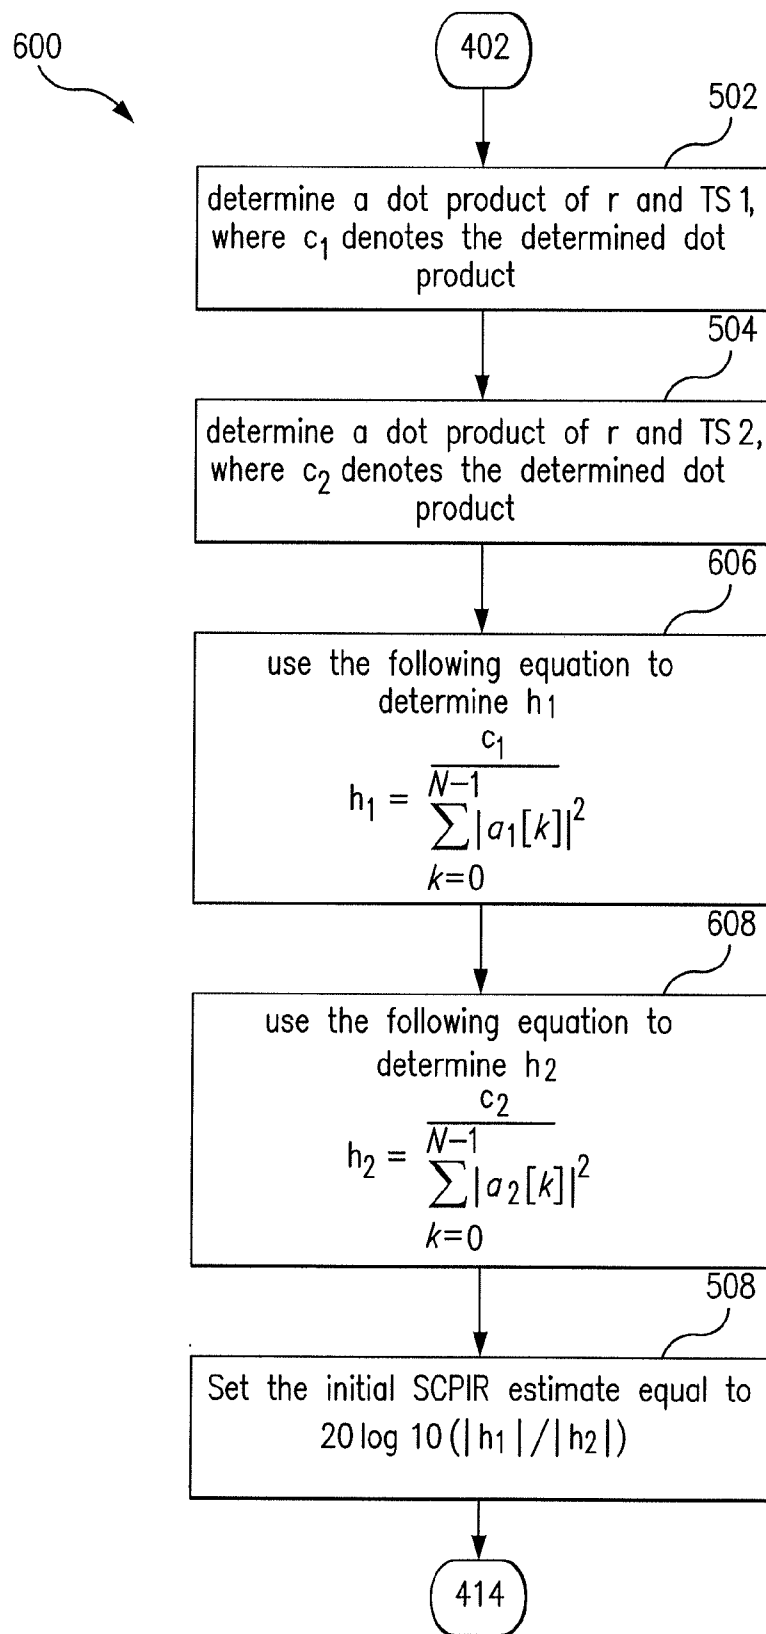 600
402
502
determine a dot product of r and TS 1,
where c₁ denotes the determined dot
product
504
determine a dot product of r and TS 2,
where c₂ denotes the determined dot
product
606
use the following equation to
determine h₁
c₁
N−1
h₁ = ∑|a₁[k]|²
k=0
608
use the following equation to
determine h₂
c₂
N−1
h₂ = ∑|a₂[k]|²
k=0
508
Set the initial SCPIR estimate equal to
20 log 10 (|h₁|/|h₂|)
414